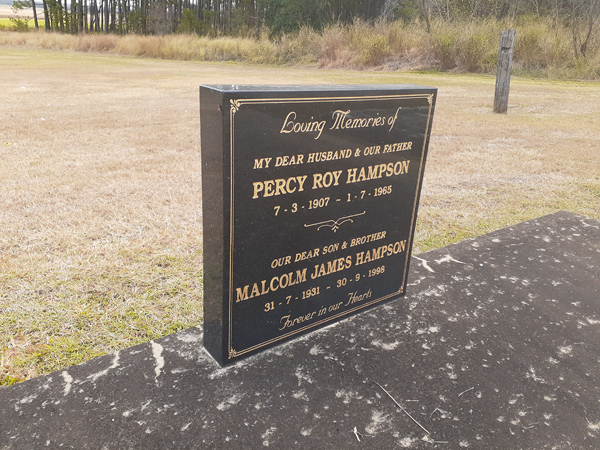 Loving Memories of
MY DEAR HUSBAND & OUR FATHER
PERCY ROY HAMPSON
7 - 3 - 1907 ~ 1 - 7 - 1965
OUR DEAR SON & BROTHER
MALCOLM JAMES HAMPSON
31 - 7 - 1931 ~ 30 - 9 - 1998
Forever in our Hearts